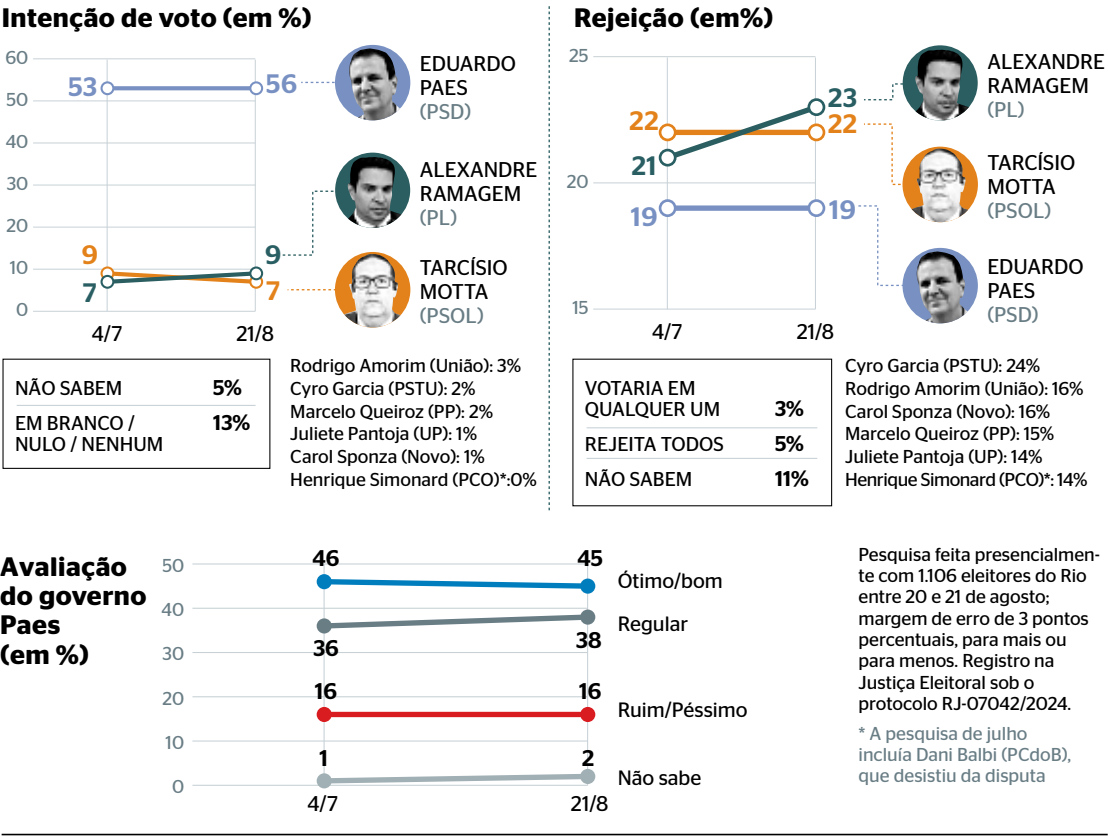 Intenção de voto (em %)
60
50
40
30
20
10
0
53
56
9
7
9
7
4/7
21/8
EDUARDO
PAES
(PSD)
ALEXANDRE
RAMAGEM
(PL)
TARCÍSIO
MOTTA
(PSOL)
NÃO SABEM 5%
EM BRANCO /
NULO / NENHUM 13%
Rodrigo Amorim (União): 3%
Cyro Garcia (PSTU): 2%
Marcelo Queiroz (PP): 2%
Juliete Pantoja (UP): 1%
Carol Sponza (Novo): 1%
Henrique Simonard (PCO)*:0%
Rejeição (em%)
25
20
15
22
21
19
23
22
19
4/7
21/8
ALEXANDRE
RAMAGEM
(PL)
TARCÍSIO
MOTTA
(PSOL)
EDUARDO
PAES
(PSD)
VOTARIA EM
QUALQUER UM 3%
REJEITA TODOS 5%
NÃO SABEM 11%
Cyro Garcia (PSTU): 24%
Rodrigo Amorim (União): 16%
Carol Sponza (Novo): 16%
Marcelo Queiroz (PP): 15%
Juliete Pantoja (UP): 14%
Henrique Simonard (PCO)*: 14%
Avaliação
do governo
Paes
(em %)
50
40
30
20
10
0
46
45
36
38
16
16
1
2
4/7
21/8
Ótimo/bom
Regular
Ruim/Péssimo
Não sabe
Pesquisa feita presencialmen-
te com 1.106 eleitores do Rio
entre 20 e 21 de agosto;
margem de erro de 3 pontos
percentuais, para mais ou
para menos. Registro na
Justiça Eleitoral sob o
protocolo RJ-07042/2024.
* A pesquisa de julho
incluía Dani Balbi (PCdoB),
que desistiu da disputa